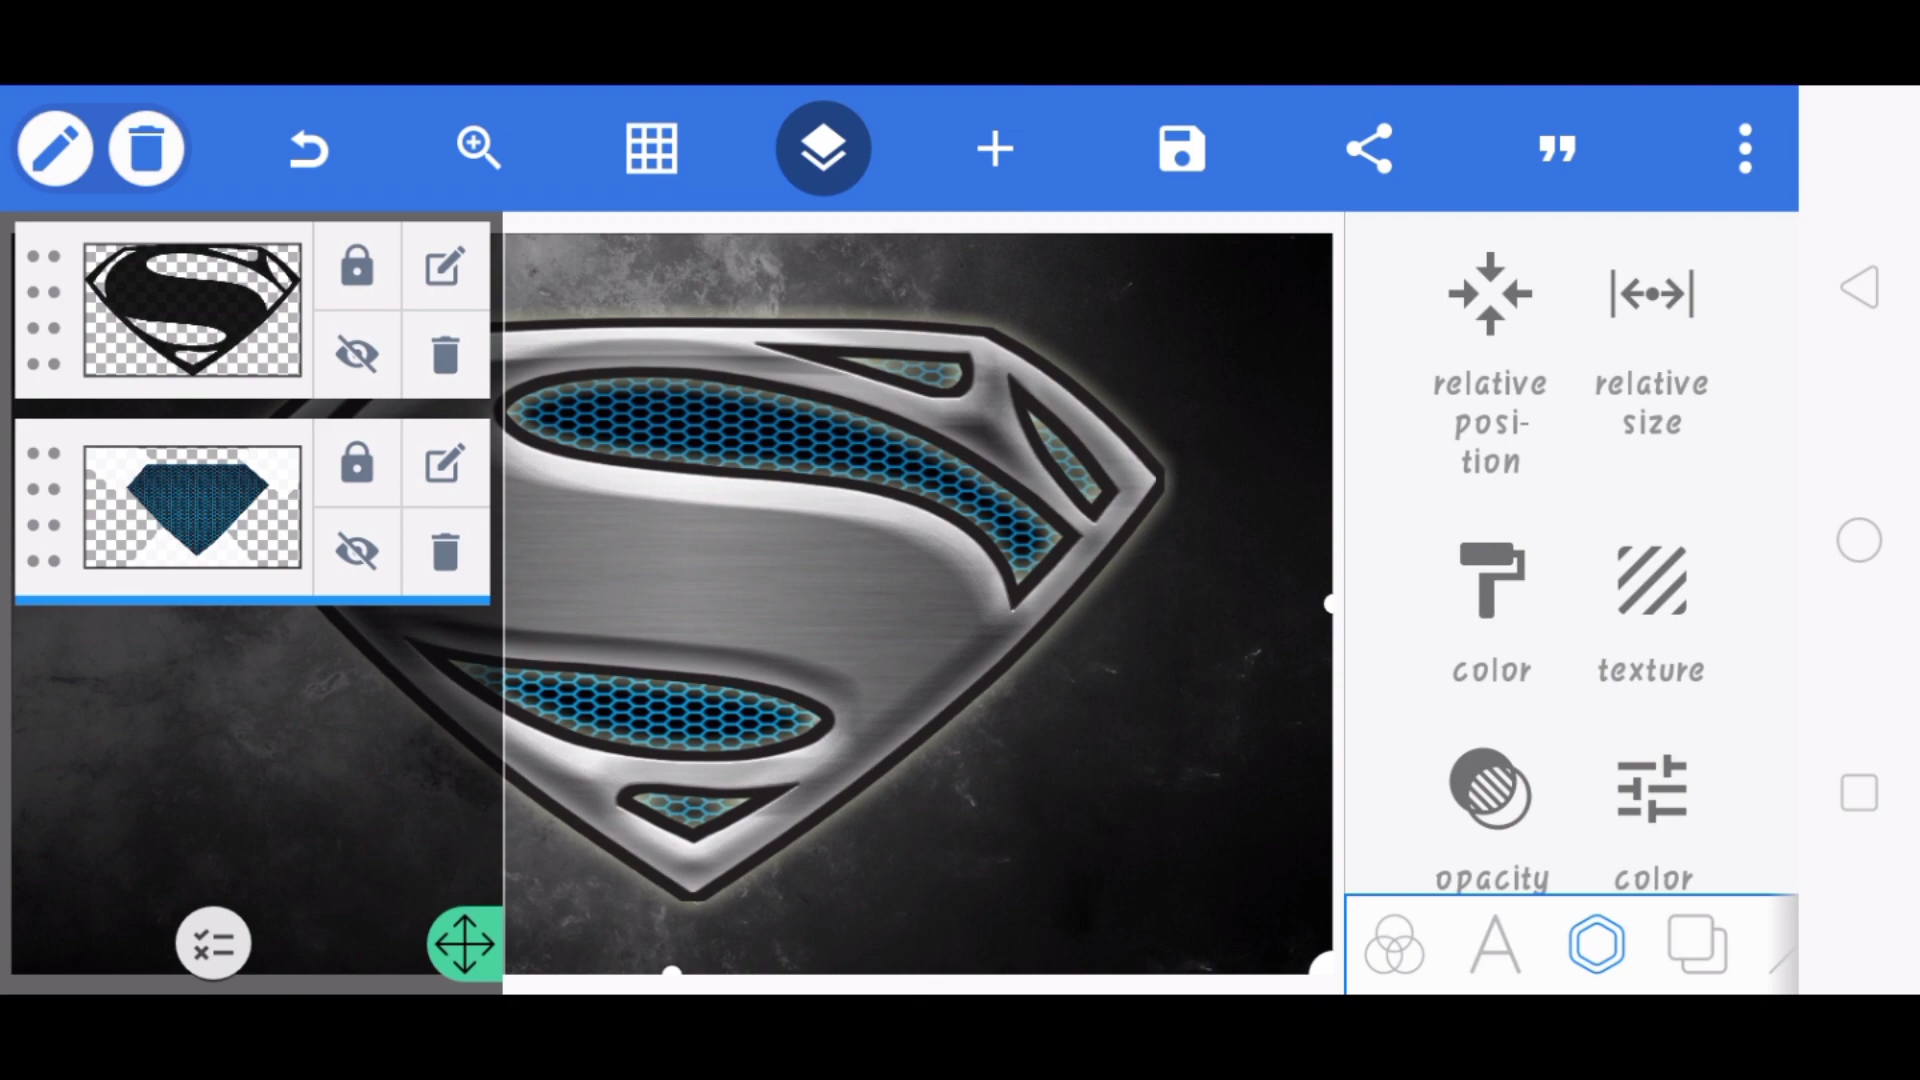 relative
posi-
tion
relative
size
color
texture
opacity
color